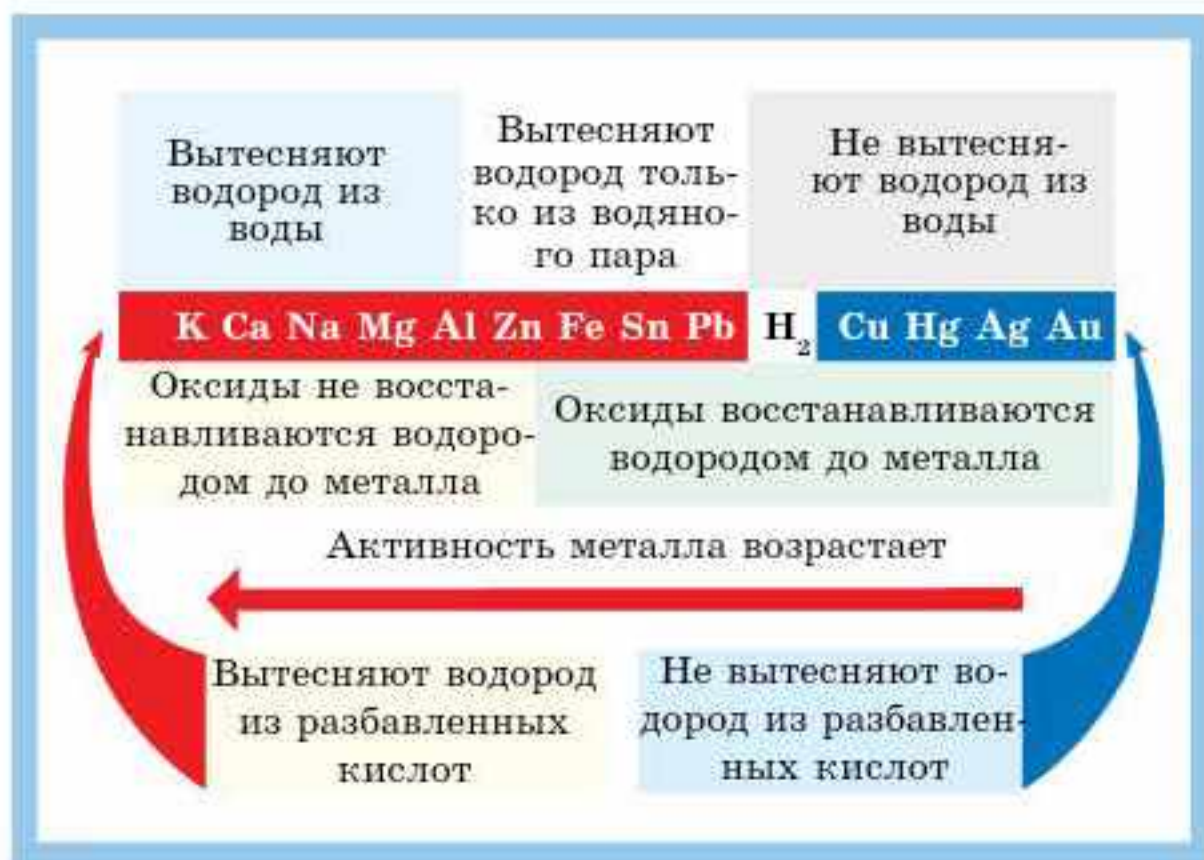 Вытесняют
водород из
воды
Вытесняют
водород толь-
ко из водяно-
го пара
Не вытесня-
ют водород из
воды
K Ca Na Mg Al Zn Fe Sn Pb H₂ Cu Hg Ag Au
Оксиды не восста-
навливаются водоро-
дом до металла
Оксиды восстанавливаются
водородом до металла
Активность металла возрастает
Вытесняют водород
из разбавленных
кислот
Не вытесняют во-
дород из разбавлен-
ных кислот